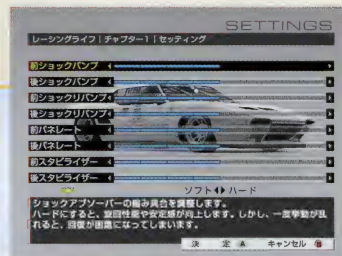 SETTINGS
レーシングライフ｜チャプター1｜セッティング
前ショックバンプ
後ショックバンプ
前ショックリバンプ
後ショックリバンプ
前バネレート
後バネレート
前スタビライザー
後スタビライザー
ソフト◀▶ハード
ショックアブソーバーの縮み具合を調整します。
ハードにすると、旋回性能や安定感が向上します。しかし、一度挙動が乱
れると、回復が困難になってしまいます。
決 定 A キャンセル B